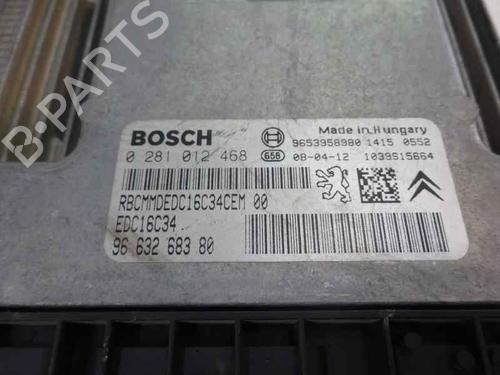 Made in Hungary
BOSCH
9653958980 1415 0552
0 281 012 468
656
08-04-12
1039S15664
RBCMMDEDC16C34CEM 00
EDC16C34
96 632 683 80
B-PARTS